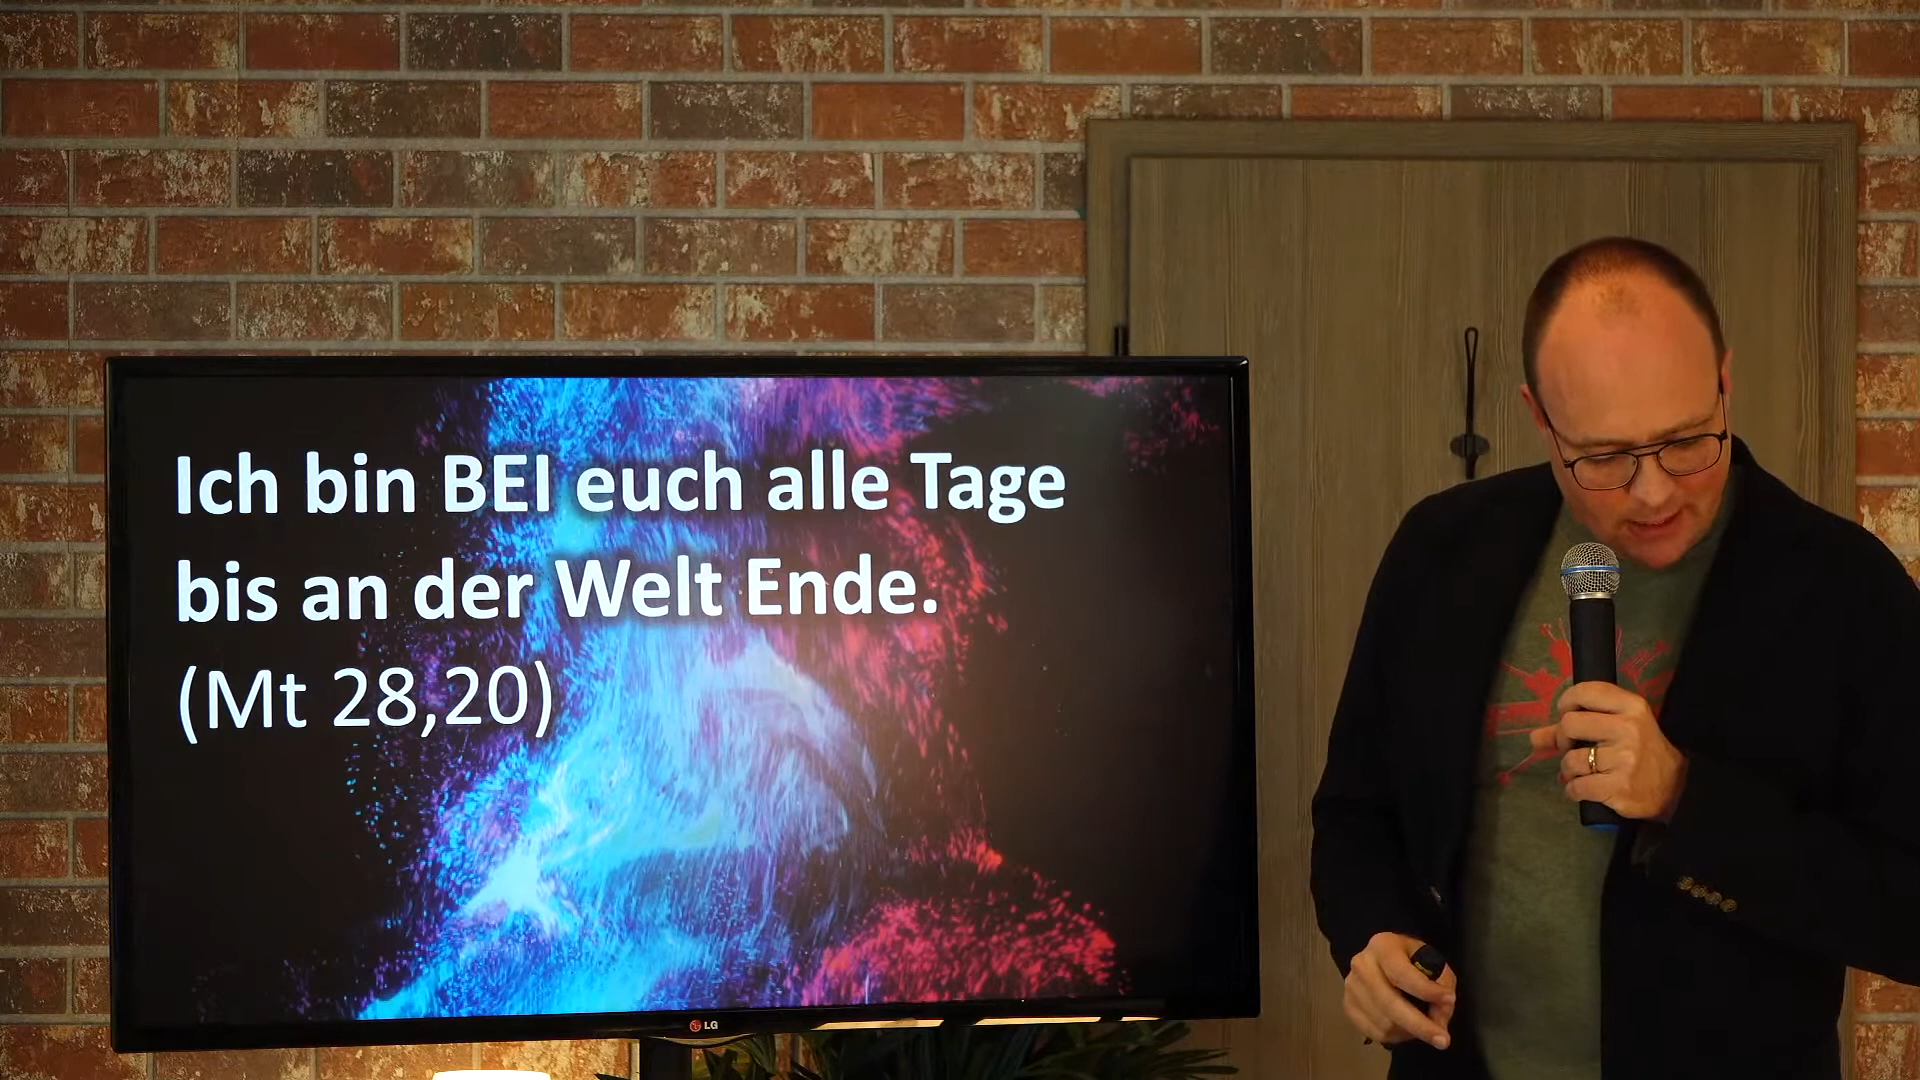 Ich bin BEI euch alle Tage
bis an der Welt Ende.
(Mt 28,20)
LG